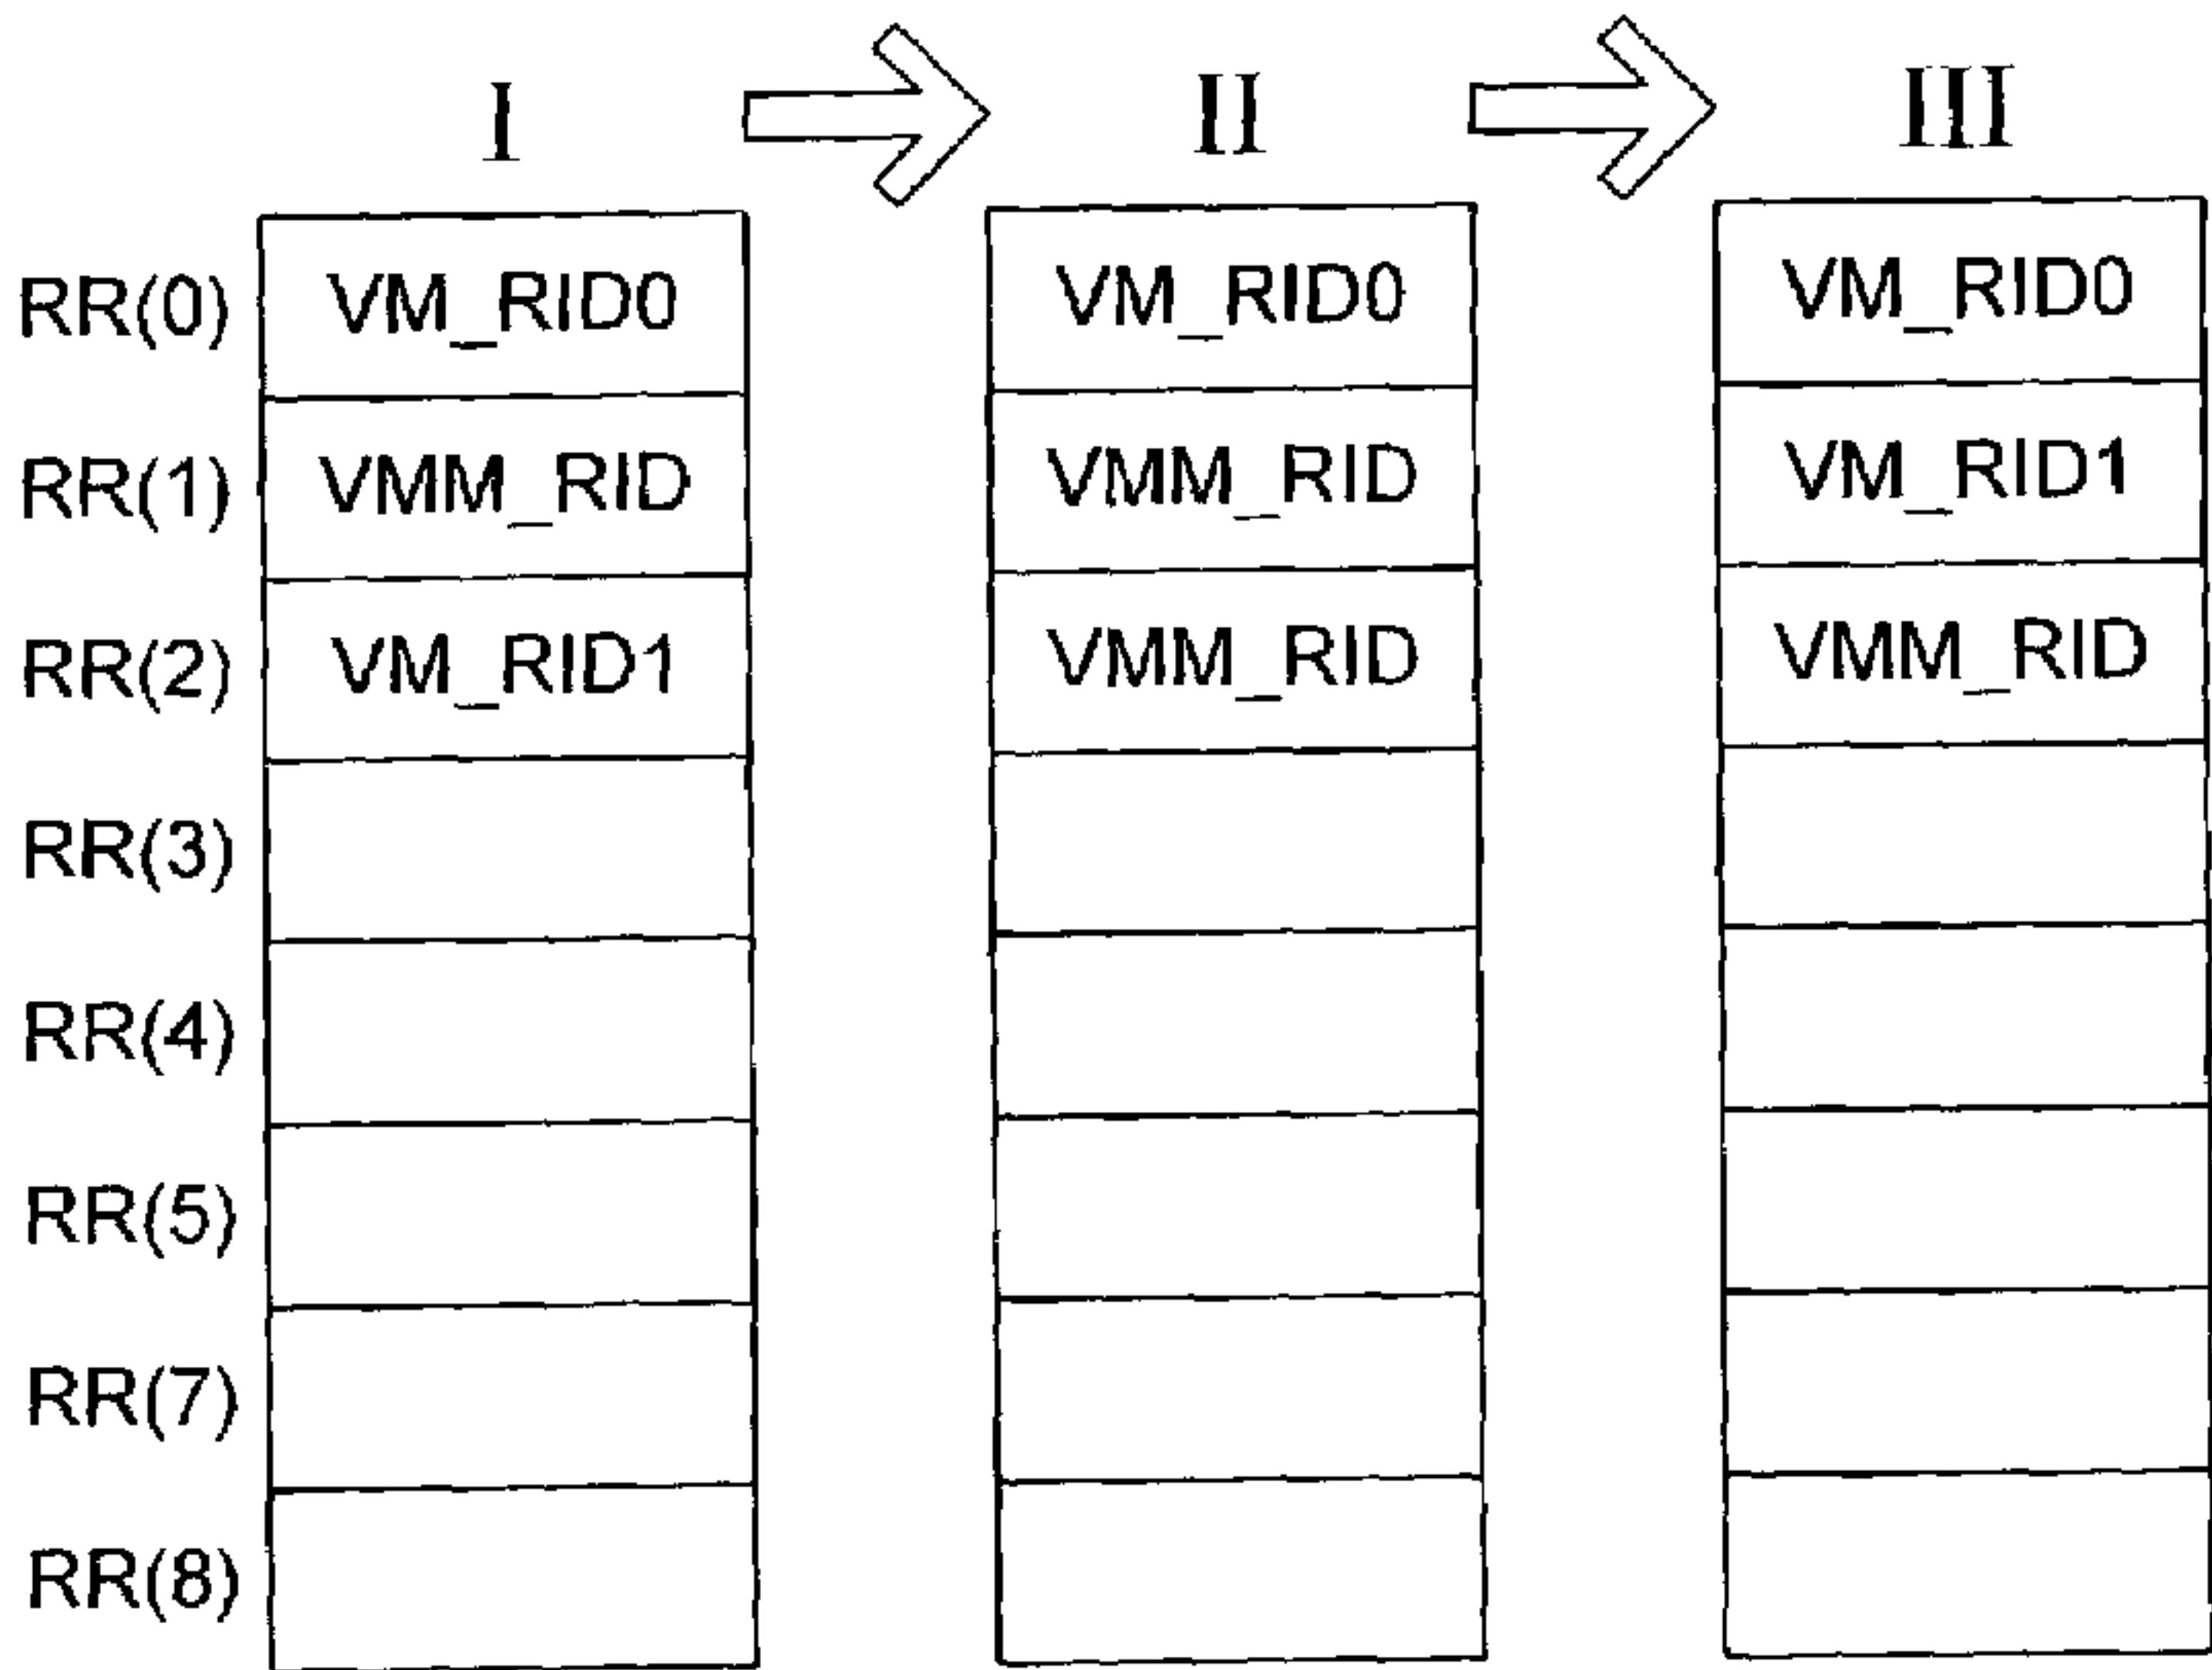 I II III
RR(0) VM_RID0 VM_RID0 VM_RID0
RR(1) VMM_RID VMM_RID VM_RID1
RR(2) VM_RID1 VMM_RID VMM_RID
RR(3)
RR(4)
RR(5)
RR(7)
RR(8)